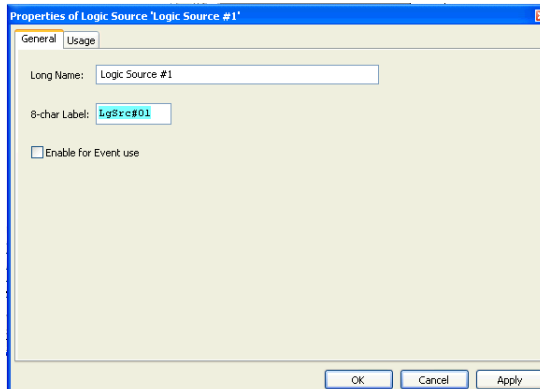 Properties of Logic Source 'Logic Source #1'
General Usage
Long Name: Logic Source #1
8-char Label: LgSrc#01
Enable for Event use
OK Cancel Apply